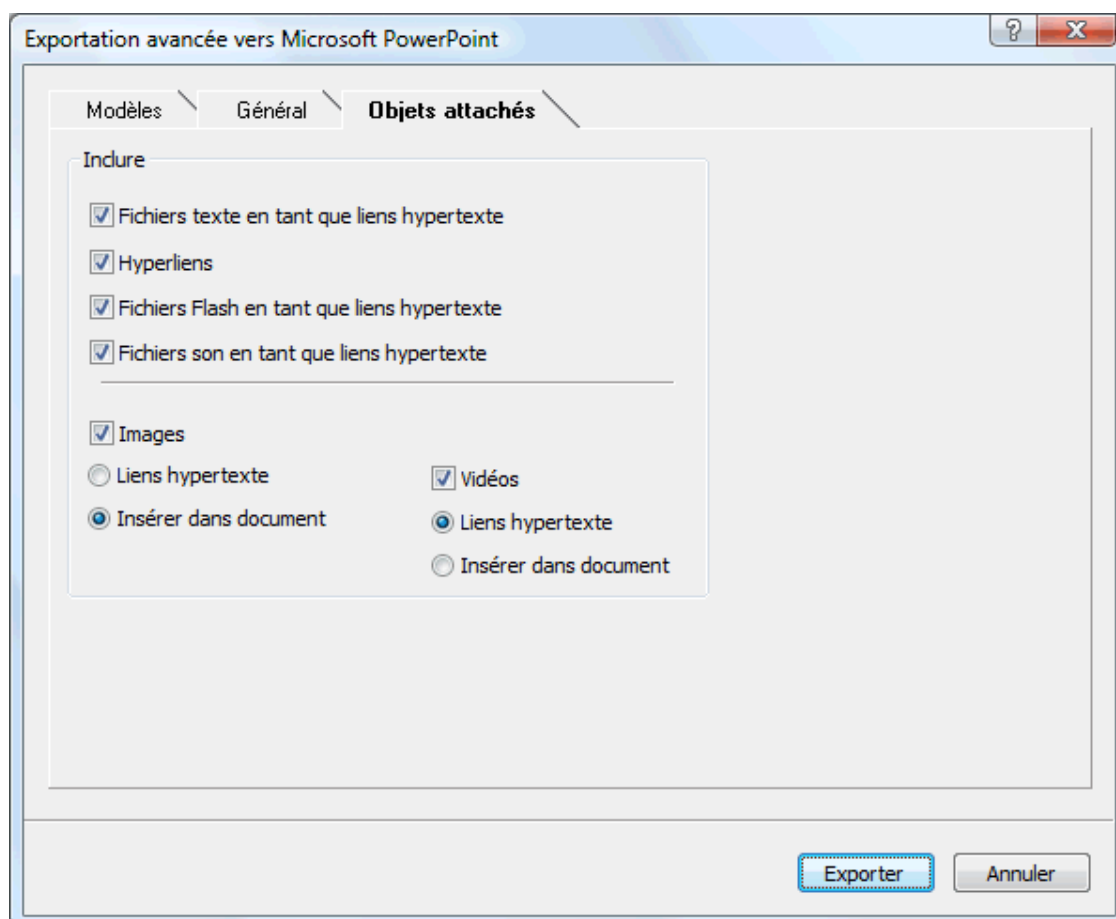 Exportation avancée vers Microsoft PowerPoint
? X
Modèles Général Objets attachés
Inclure
Fichiers texte en tant que liens hypertexte
Hyperliens
Fichiers Flash en tant que liens hypertexte
Fichiers son en tant que liens hypertexte
Images
Liens hypertexte
Insérer dans document
Vidéos
Liens hypertexte
Insérer dans document
Exporter Annuler